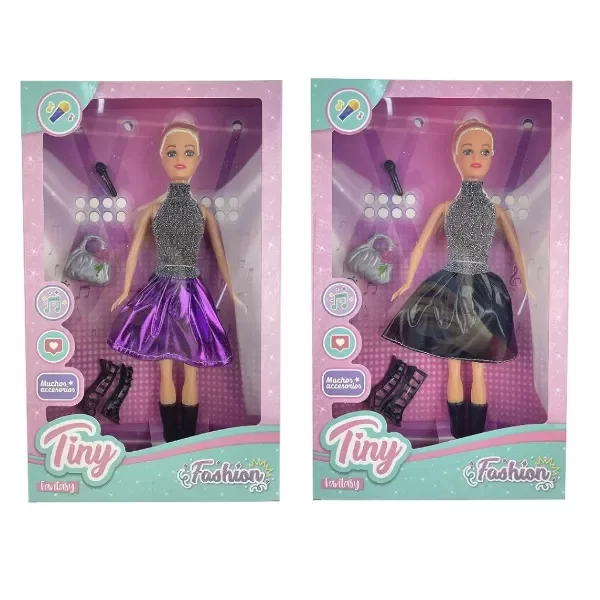 Muchos
accesorios
Tiny
Fantasy
Fashion
Muchos
accesorios
Tiny
Fantasy
Fashion